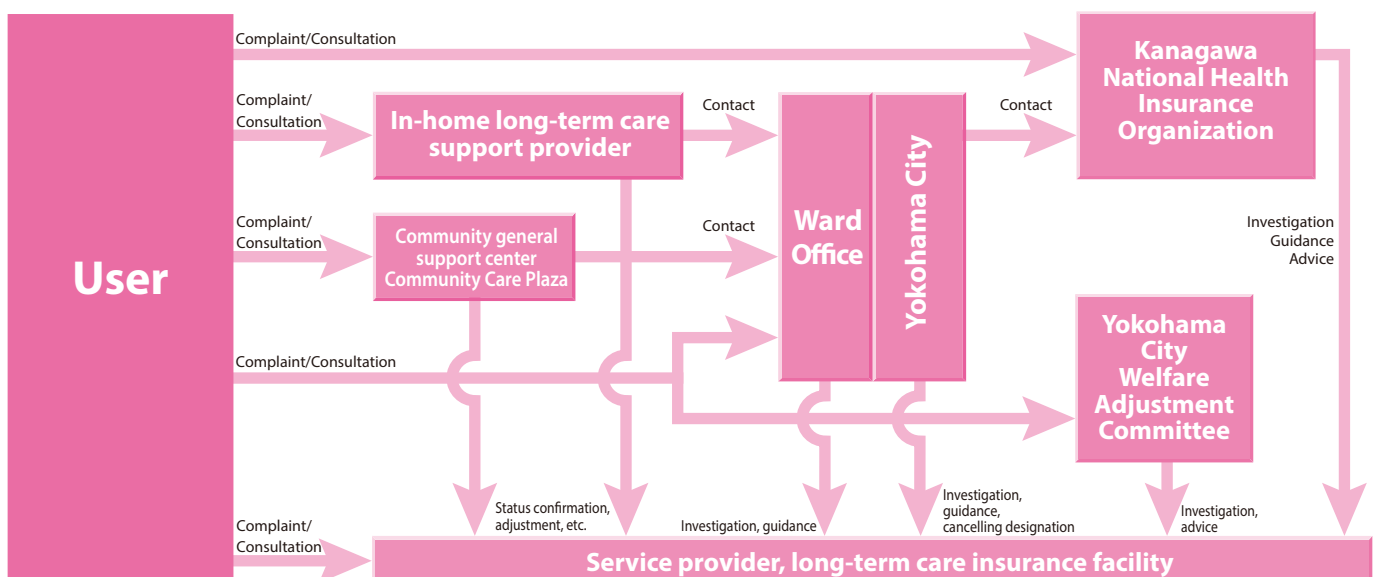 User
Complaint/Consultation
Kanagawa
National Health
Insurance
Organization
Complaint/
Consultation
In-home long-term care
support provider
Contact
Ward
Office
Yokohama City
Contact
Complaint/
Consultation
Community general
support center
Community Care Plaza
Contact
Investigation
Guidance
Advice
Complaint/Consultation
Yokohama
City
Welfare
Adjustment
Committee
Status confirmation,
adjustment, etc.
Investigation, guidance
Investigation,
guidance,
cancelling designation
Investigation,
advice
Complaint/
Consultation
Service provider, long-term care insurance facility